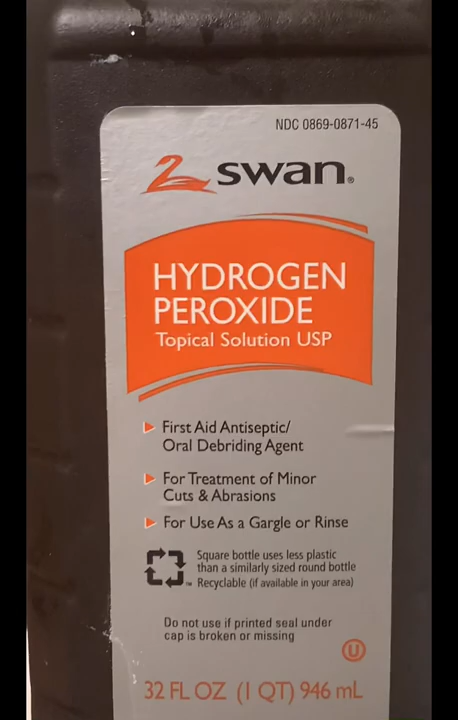 NDC 0869-0871-45
swan®
HYDROGEN
PEROXIDE
Topical Solution USP
First Aid Antiseptic/
Oral Debriding Agent
For Treatment of Minor
Cuts & Abrasions
For Use As a Gargle or Rinse
Square bottle uses less plastic
than a similarly sized round bottle
™ Recyclable (if available in your area)
Do not use if printed seal under
cap is broken or missing
U
32 FL OZ (1 QT) 946 mL